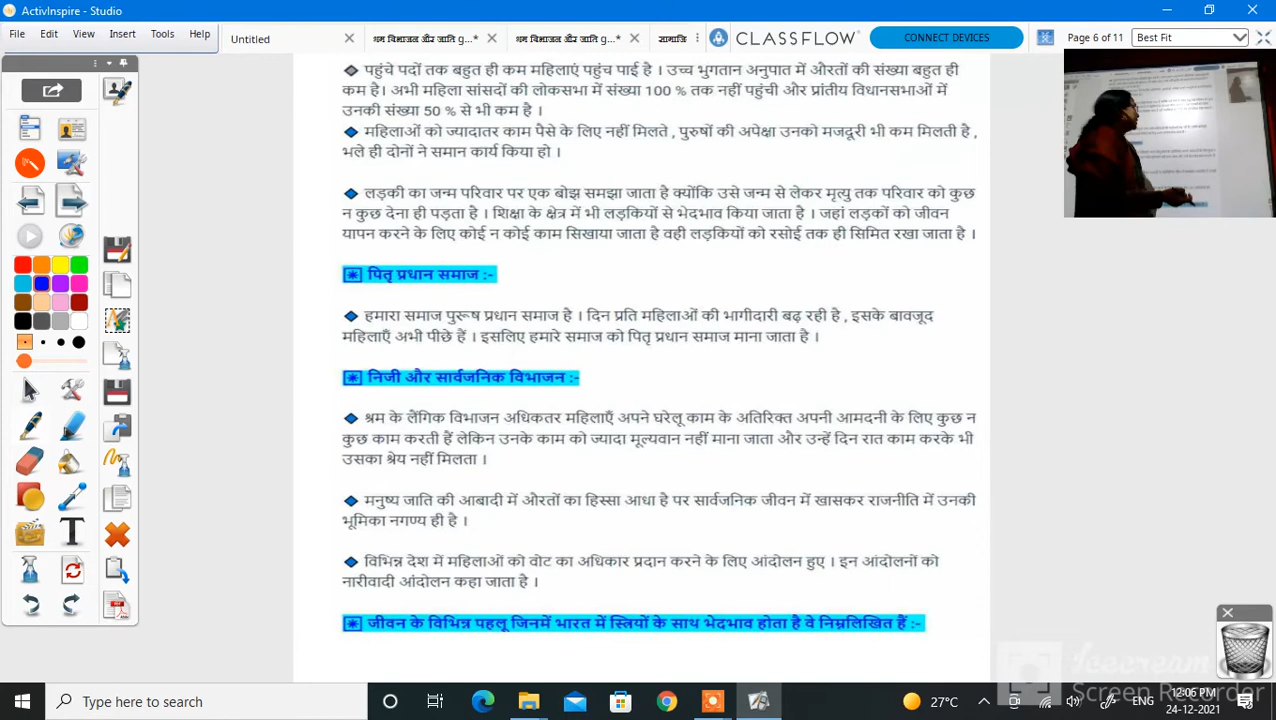 ActivInspire - Studio
File Edit View Insert Tools Help
Untitled
श्रम विभाजन और जाति g...*
श्रम विभाजन और जाति g...*
सामाजि
CLASSFLOW
CONNECT DEVICES
Page 6 of 11
Best Fit
पहुंचे पदों तक बहुत ही कम महिलाएं पहुंच पाई है । उच्च भुगतान अनुपात में औरतों की संख्या बहुत ही
कम है। अभी महिला सांसदों की लोकसभा में संख्या 100 % तक नहीं पहुंची और प्रांतीय विधानसभाओं में
उनकी संख्या 50 % से भी कम है ।
महिलाओं को ज्यादातर काम पैसे के लिए नहीं मिलते , पुरुषों की अपेक्षा उनको मजदूरी भी कम मिलती है ,
भले ही दोनों ने समान कार्य किया हो ।
लड़की का जन्म परिवार पर एक बोझ समझा जाता है क्योंकि उसे जन्म से लेकर मृत्यु तक परिवार को कुछ
न कुछ देना ही पड़ता है । शिक्षा के क्षेत्र में भी लड़कियों से भेदभाव किया जाता है । जहां लड़कों को जीवन
यापन करने के लिए कोई न कोई काम सिखाया जाता है वही लड़कियों को रसोई तक ही सिमित रखा जाता है ।
पितृ प्रधान समाज :-
हमारा समाज पुरूष प्रधान समाज है । दिन प्रति महिलाओं की भागीदारी बढ़ रही है , इसके बावजूद
महिलाएँ अभी पीछे हैं । इसलिए हमारे समाज को पितृ प्रधान समाज माना जाता है ।
निजी और सार्वजनिक विभाजन :-
श्रम के लैंगिक विभाजन अधिकतर महिलाएँ अपने घरेलू काम के अतिरिक्त अपनी आमदनी के लिए कुछ न
कुछ काम करती हैं लेकिन उनके काम को ज्यादा मूल्यवान नहीं माना जाता और उन्हें दिन रात काम करके भी
उसका श्रेय नहीं मिलता ।
मनुष्य जाति की आबादी में औरतों का हिस्सा आधा है पर सार्वजनिक जीवन में खासकर राजनीति में उनकी
भूमिका नगण्य ही है ।
विभिन्न देश में महिलाओं को वोट का अधिकार प्रदान करने के लिए आंदोलन हुए । इन आंदोलनों को
नारीवादी आंदोलन कहा जाता है ।
जीवन के विभिन्न पहलू जिनमें भारत में स्त्रियों के साथ भेदभाव होता है वे निम्नलिखित हैं :-
Icecream
Screen Recorder
Type here to search
27°C
ENG
12:06 PM
24-12-2021